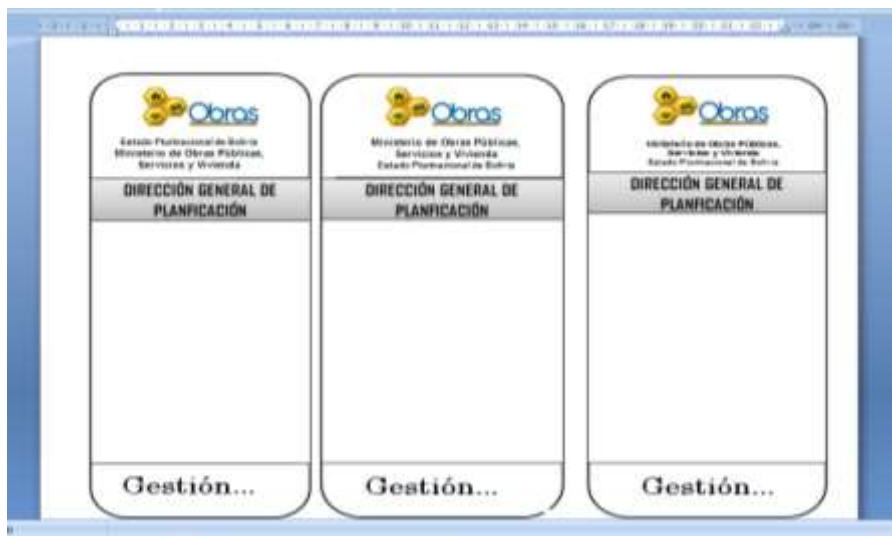 Obras
Estado Plurinacional de Bolivia
Ministerio de Obras Públicas,
Servicios y Vivienda
DIRECCIÓN GENERAL DE
PLANFICACIÓN
Gestión...
Obras
Ministerio de Obras Públicas,
Servicios y Vivienda
Estado Plurinacional de Bolivia
DIRECCIÓN GENERAL DE
PLANFICACIÓN
Gestión...
Obras
Ministerio de Obras Públicas,
Servicios y Vivienda
Estado Plurinacional de Bolivia
DIRECCIÓN GENERAL DE
PLANFICACIÓN
Gestión...